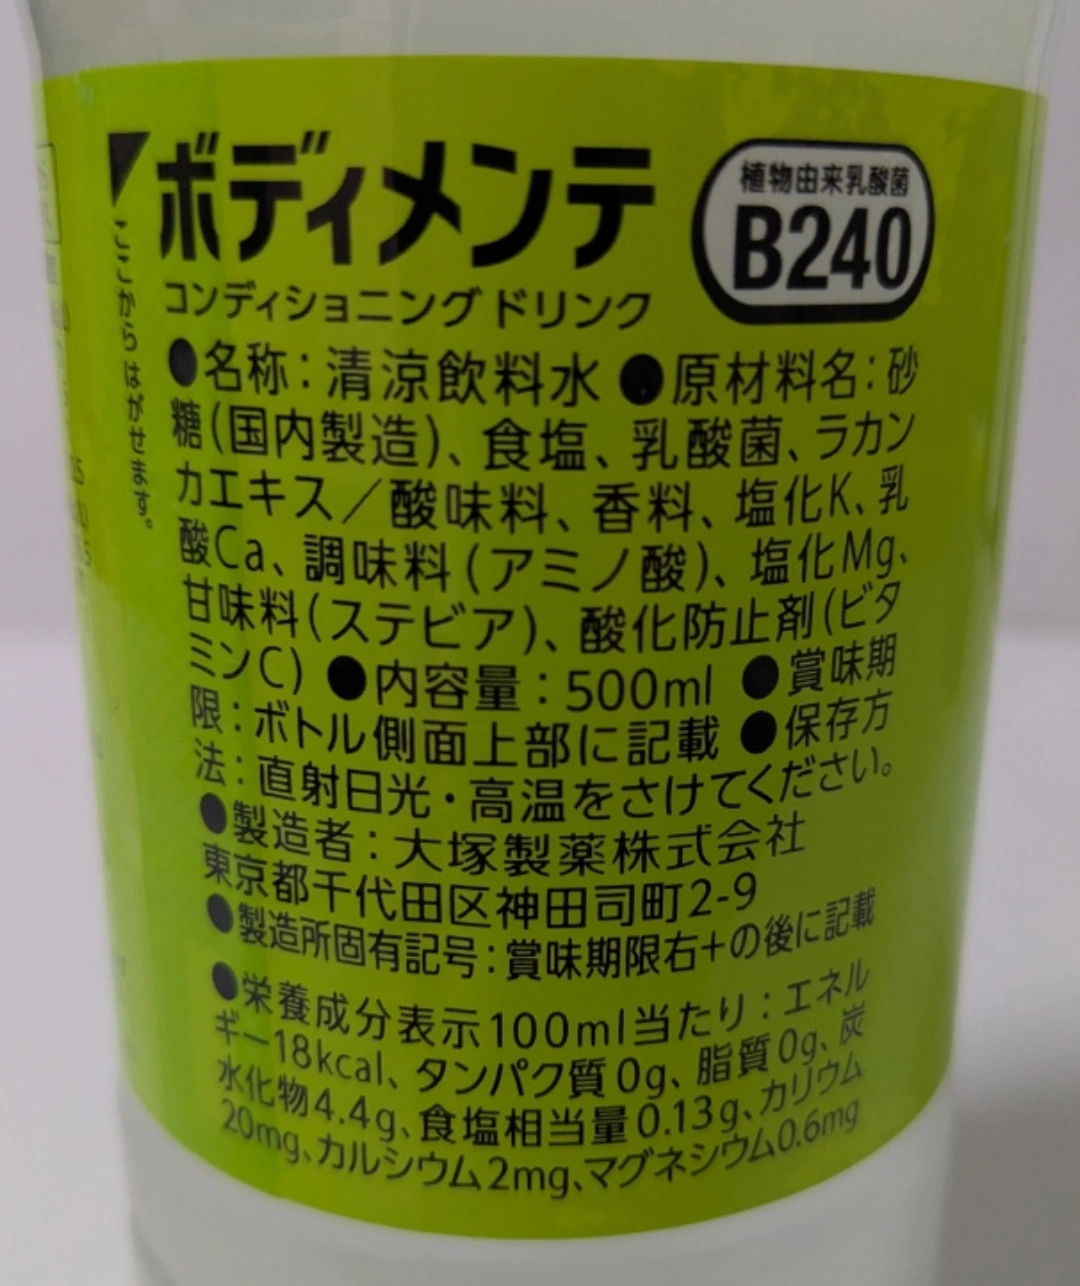 ボディメンテ
植物由来乳酸菌
B240
コンディショニング ドリンク
ここからはがせます。
●名称：清涼飲料水 ●原材料名：砂
糖(国内製造)、食塩、乳酸菌、ラカン
カエキス／酸味料、香料、塩化K、乳
酸Ca、調味料(アミノ酸)、塩化Mg、
甘味料(ステビア)、酸化防止剤(ビタ
ミンC) ●内容量：500ml ●賞味期
限：ボトル側面上部に記載 ●保存方
法：直射日光・高温をさけてください。
●製造者：大塚製薬株式会社
東京都千代田区神田司町2-9
●製造所固有記号：賞味期限右+の後に記載
●栄養成分表示100ml当たり：エネル
ギー18kcal、タンパク質0g、脂質0g、炭
水化物4.4g、食塩相当量0.13g、カリウム
20mg、カルシウム2mg、マグネシウム0.6mg